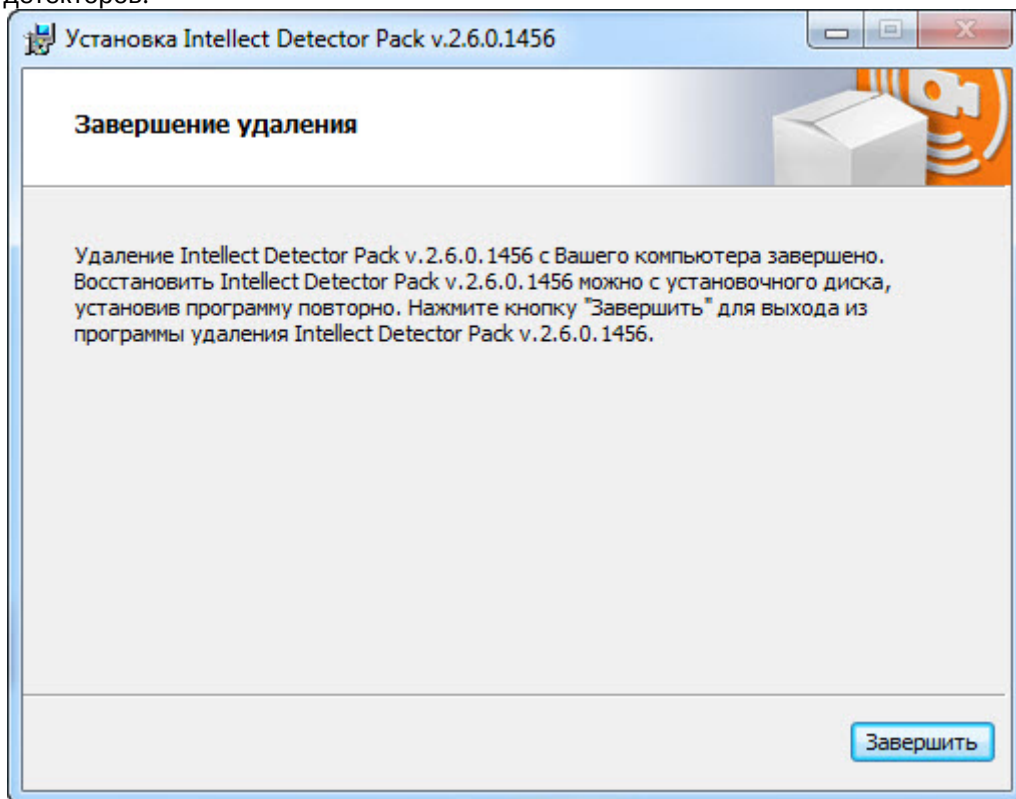 детекторов.
Установка Intellect Detector Pack v.2.6.0.1456
Завершение удаления
Удаление Intellect Detector Pack v.2.6.0.1456 с Вашего компьютера завершено.
Восстановить Intellect Detector Pack v.2.6.0.1456 можно с установочного диска,
установив программу повторно. Нажмите кнопку "Завершить" для выхода из
программы удаления Intellect Detector Pack v.2.6.0.1456.
Завершить